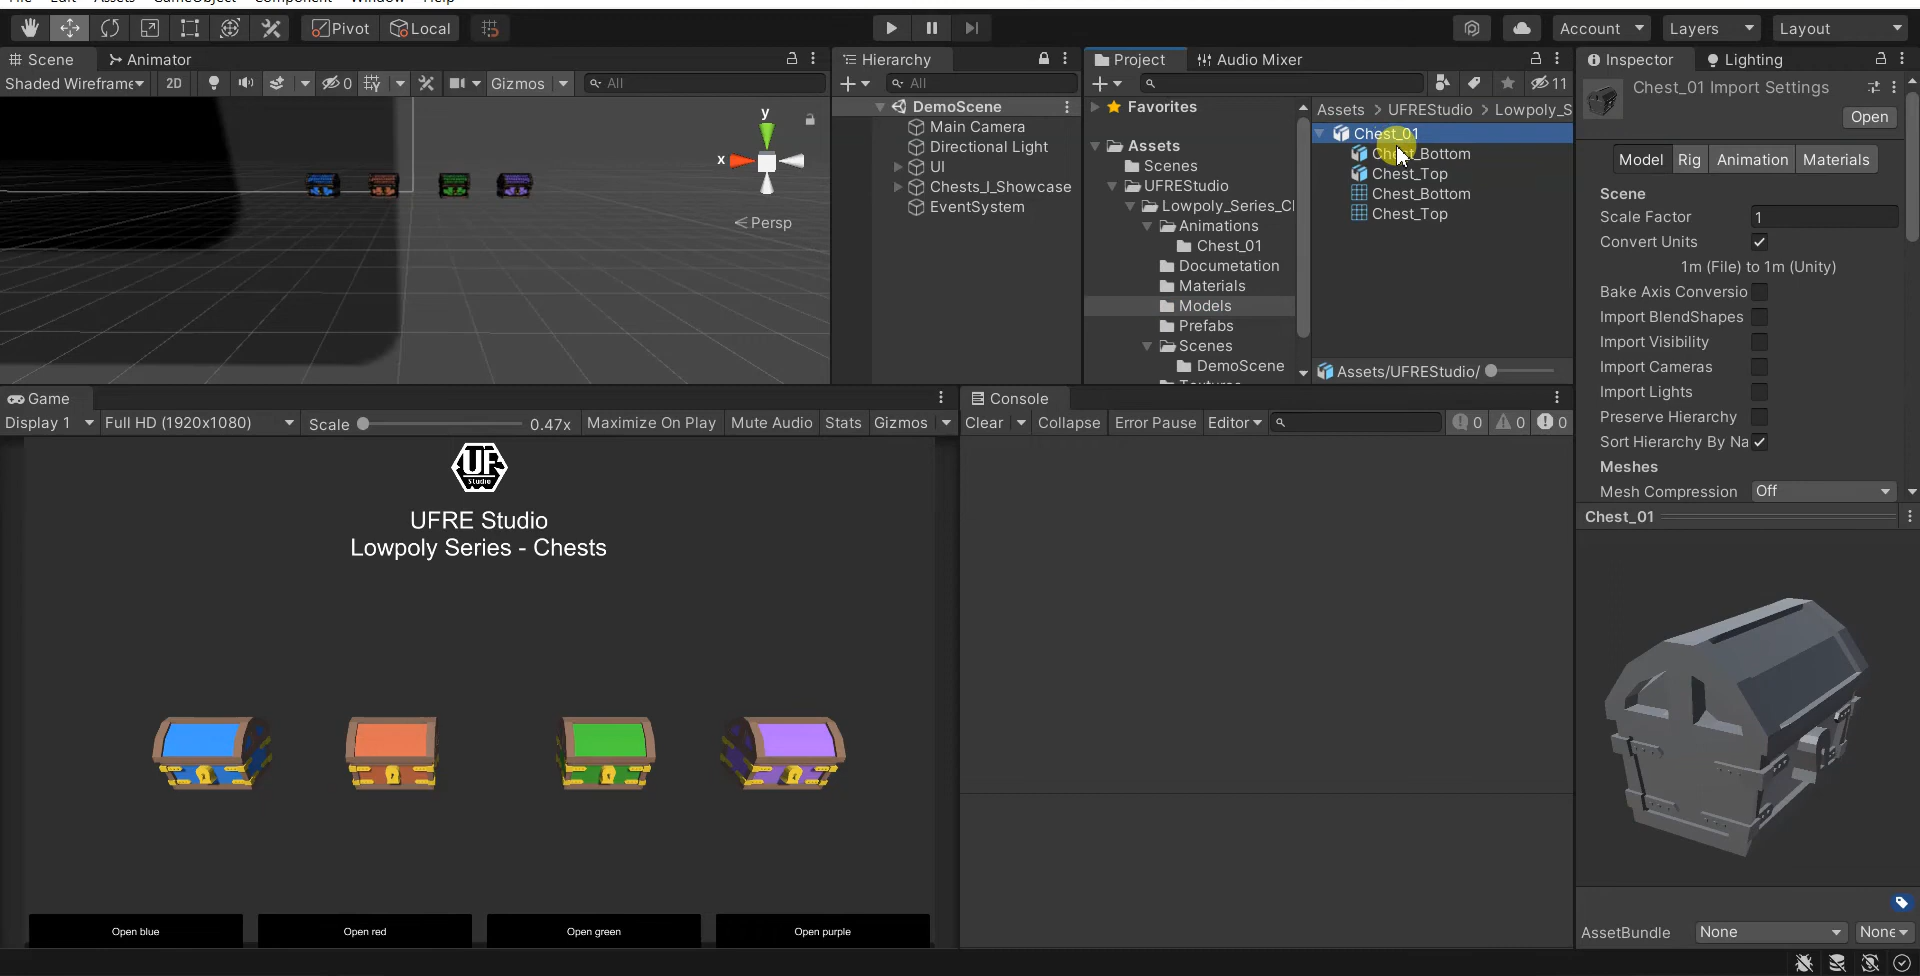 Pivot
Local
Account
Layers
Layout
Scene
Animator
Shaded Wireframe
2D
0
Gizmos
All
y
x
Persp
Hierarchy
All
DemoScene
Main Camera
Directional Light
UI
Chests_I_Showcase
EventSystem
Project
Audio Mixer
11
Favorites
Assets
Scenes
UFREStudio
Lowpoly_Series_Cl
Animations
Chest_01
Documetation
Materials
Models
Prefabs
Scenes
DemoScene
Assets > UFREStudio > Lowpoly_S
Chest_01
Chest_Bottom
Chest_Top
Chest_Bottom
Chest_Top
Assets/UFREStudio/
Inspector
Lighting
Chest_01 Import Settings
Open
Model
Rig
Animation
Materials
Scene
Scale Factor
1
Convert Units
1m (File) to 1m (Unity)
Bake Axis Conversio
Import BlendShapes
Import Visibility
Import Cameras
Import Lights
Preserve Hierarchy
Sort Hierarchy By Na
Meshes
Mesh Compression
Off
Chest_01
AssetBundle
None
None
Game
Display 1
Full HD (1920x1080)
Scale
0.47x
Maximize On Play
Mute Audio
Stats
Gizmos
UF
Studio
UFRE Studio
Lowpoly Series - Chests
Open blue
Open red
Open green
Open purple
Console
Clear
Collapse
Error Pause
Editor
0
0
0